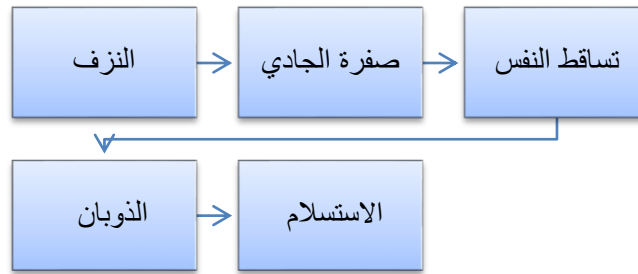 النزف
صفرة الجادي
تساقط النفس
الذوبان
الاستسلام